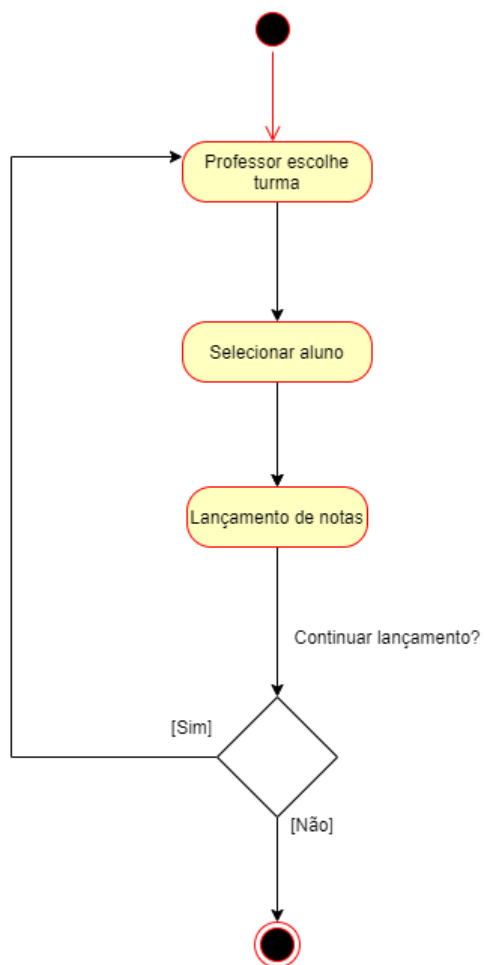 Professor escolhe
turma
Selecionar aluno
Lançamento de notas
Continuar lançamento?
[Sim]
[Não]